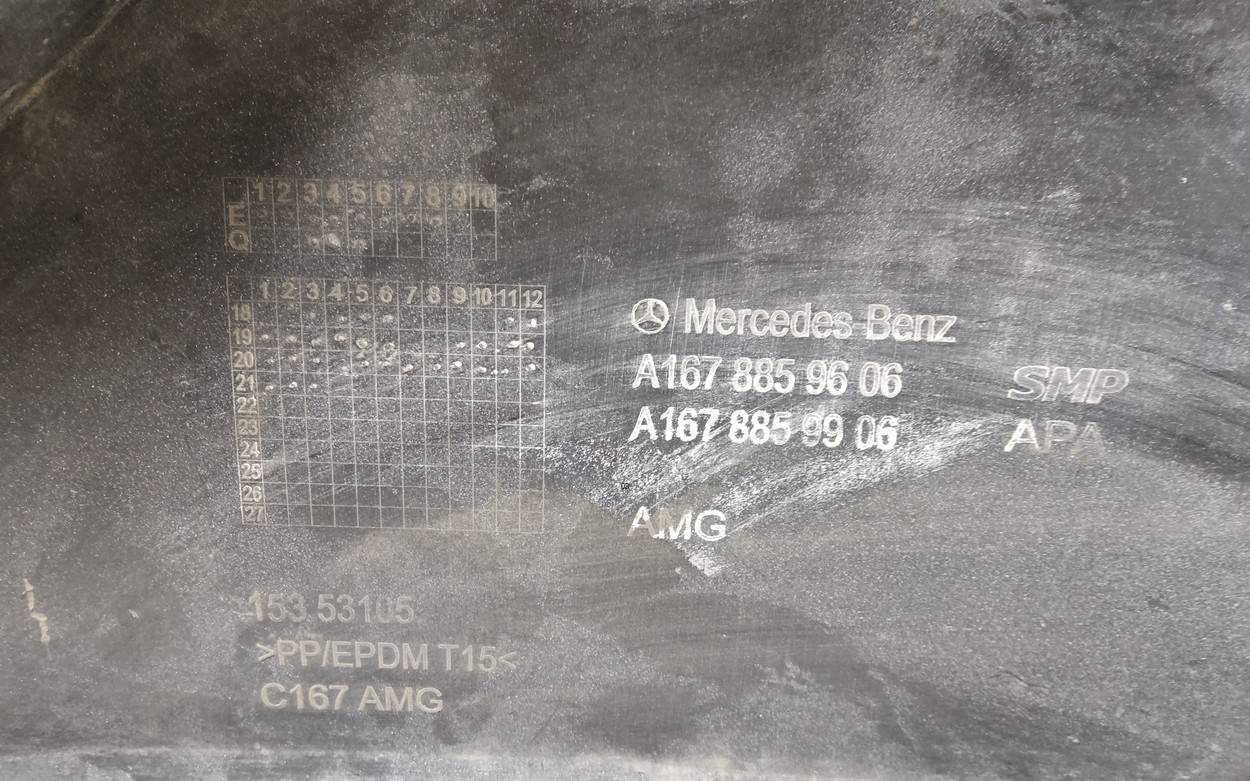 1 2 3 4 5 6 7 8 9 10
E
Q
1 2 3 4 5 6 7 8 9 10 11 12
18
19
20
21
22
23
24
25
26
27
Mercedes Benz
A167 885 96 06
A167 885 99 06
SMP
APA
AMG
153 53105
>PP/EPDM T15<
C167 AMG